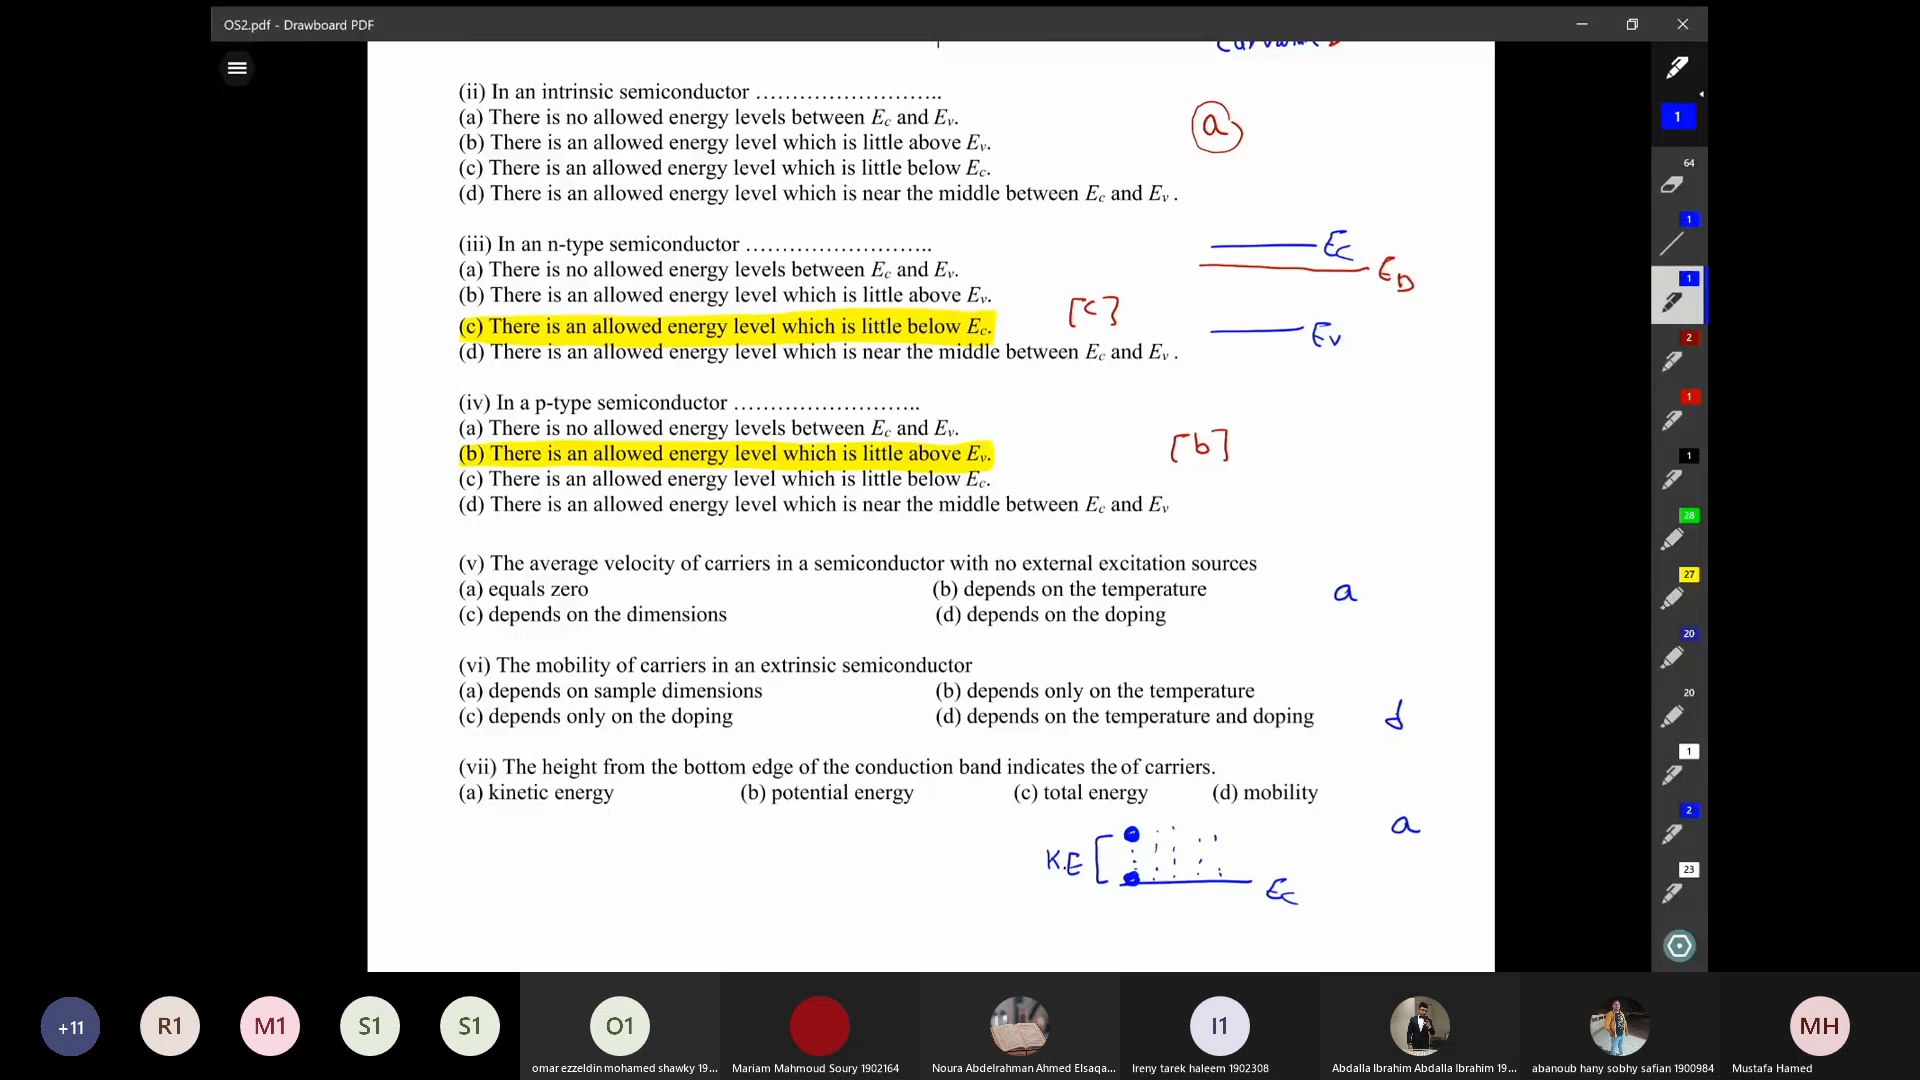 OS2.pdf - Drawboard PDF
(ii) In an intrinsic semiconductor ……………………..
(a) There is no allowed energy levels between Ec and Ev.
(b) There is an allowed energy level which is little above Ev.
(c) There is an allowed energy level which is little below Ec.
(d) There is an allowed energy level which is near the middle between Ec and Ev .
a
(iii) In an n-type semiconductor ……………………..
(a) There is no allowed energy levels between Ec and Ev.
(b) There is an allowed energy level which is little above Ev.
(c) There is an allowed energy level which is little below Ec.
(d) There is an allowed energy level which is near the middle between Ec and Ev .
[c]
Ec
ED
Ev
(iv) In a p-type semiconductor ……………………..
(a) There is no allowed energy levels between Ec and Ev.
(b) There is an allowed energy level which is little above Ev.
(c) There is an allowed energy level which is little below Ec.
(d) There is an allowed energy level which is near the middle between Ec and Ev
[b]
(v) The average velocity of carriers in a semiconductor with no external excitation sources
(a) equals zero (b) depends on the temperature
(c) depends on the dimensions (d) depends on the doping
a
(vi) The mobility of carriers in an extrinsic semiconductor
(a) depends on sample dimensions (b) depends only on the temperature
(c) depends only on the doping (d) depends on the temperature and doping
d
(vii) The height from the bottom edge of the conduction band indicates the of carriers.
(a) kinetic energy (b) potential energy (c) total energy (d) mobility
a
K.E
Ec
1
64
1
1
2
1
1
28
27
20
20
1
2
23
+11
R1
M1
S1
S1
O1
I1
MH
omar ezzeldin mohamed shawky 19...
Mariam Mahmoud Soury 1902164
Noura Abdelrahman Ahmed Elsaqa...
Ireny tarek haleem 1902308
Abdalla Ibrahim Abdalla Ibrahim 19...
abanoub hany sobhy safian 1900984
Mustafa Hamed